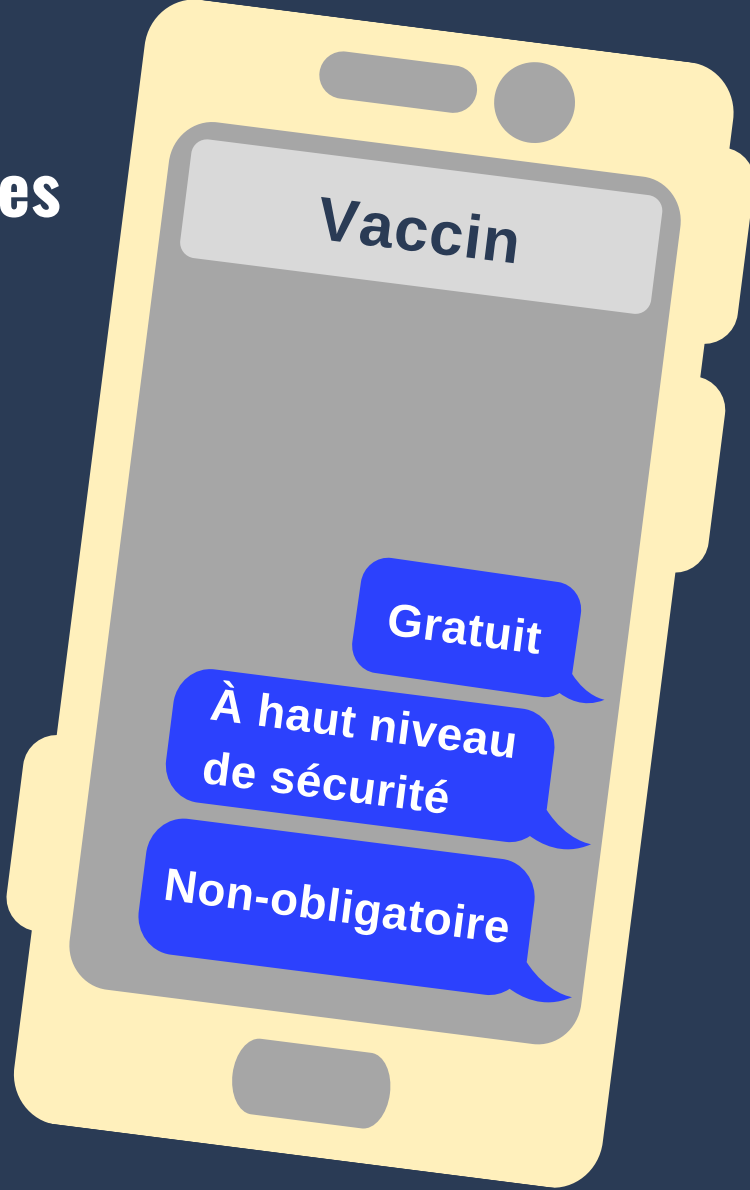 es
Vaccin
Gratuit
À haut niveau
de sécurité
Non-obligatoire